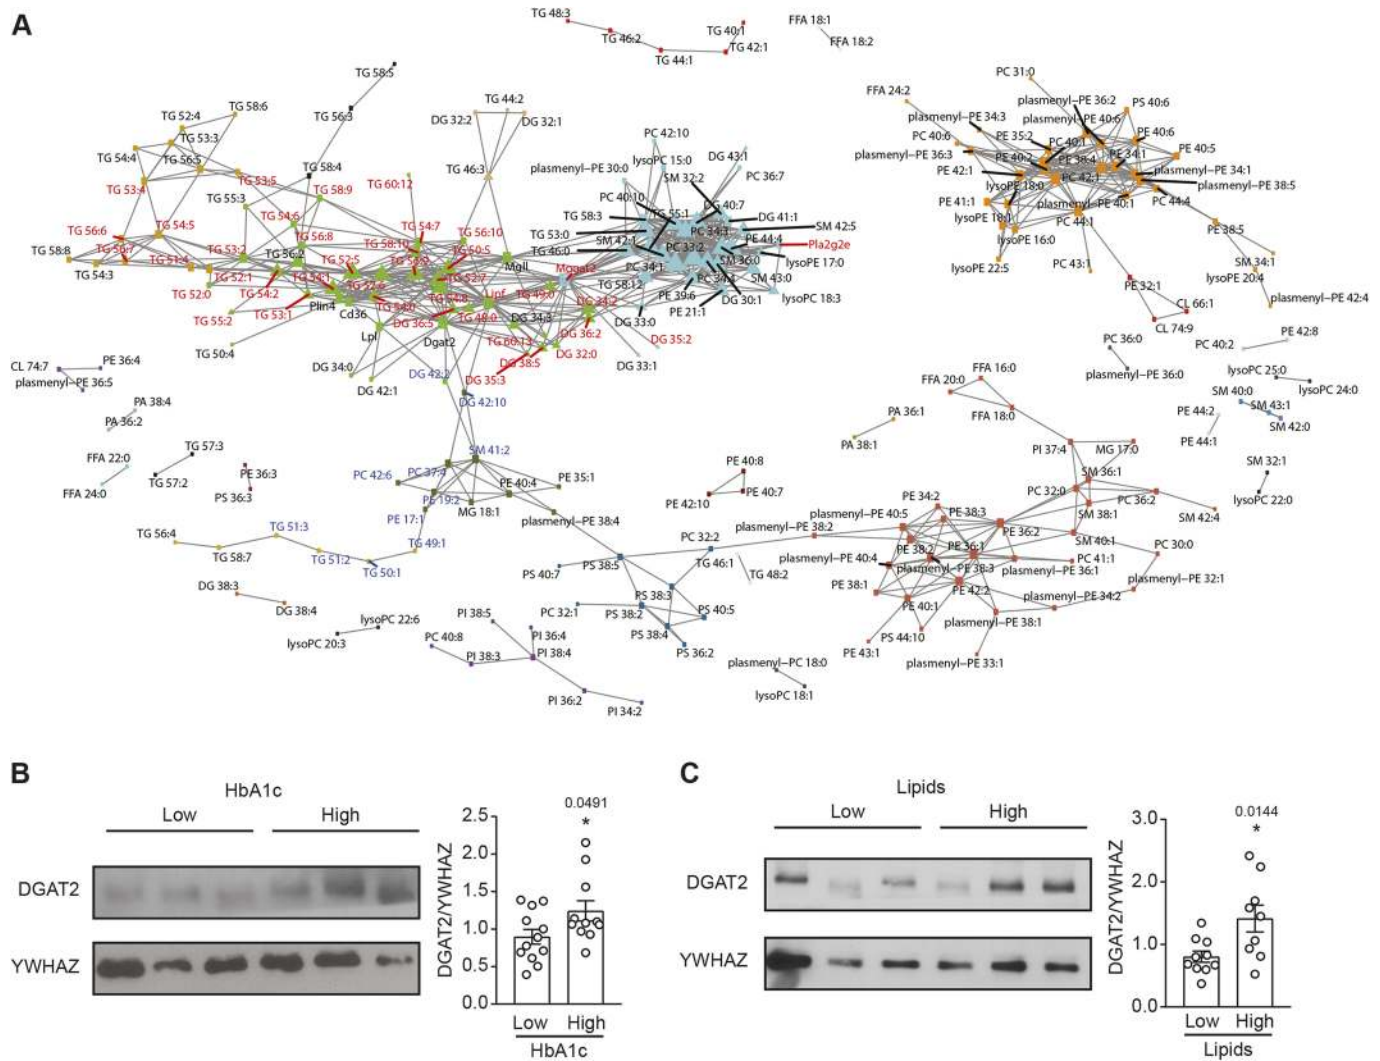 A
TG 48:3
TG 46:2
TG 44:1
TG 40:1
TG 42:1
FFA 18:1
FFA 18:2
TG 58:5
TG 56:3
TG 58:6
TG 52:4
TG 53:3
TG 54:4
TG 56:5
TG 53:5
TG 53:4
TG 58:4
TG 58:9
TG 55:3
TG 44:2
DG 32:2
DG 32:1
TG 46:3
TG 60:12
PC 42:10
plasmenyl-PE 30:0
lysoPC 15:0
SM 32:2
DG 43:1
PC 36:7
PC 40:10
DG 40:7
TG 55:1
TG 58:3
DG 41:1
PC 34:3
SM 42:5
TG 53:0
SM 42:1
PC 33:2
PE 44:4
Pla2g2e
TG 46:0
PC 34:1
SM 36:0
lysoPE 17:0
TG 58:12
SM 43:0
PE 39:6
DG 30:1
lysoPC 18:3
PE 21:1
DG 33:0
DG 33:1
DG 35:2
TG 54:6
TG 54:7
TG 56:6
TG 54:5
TG 56:8
TG 58:10
TG 56:10
TG 56:7
TG 53:2
TG 56:2
TG 50:5
TG 52:5
Mgll
Mogat2
TG 58:8
TG 54:3
TG 51:4
TG 52:1
TG 54:1
TG 52:6
TG 52:7
TG 52:0
TG 54:2
TG 54:8
Lipf
TG 49:0
DG 34:2
Plin4
Cd36
TG 54:0
TG 55:2
TG 53:1
DG 36:5
TG 48:0
DG 34:3
Lpl
Dgat2
DG 36:2
TG 60:13
TG 50:4
DG 38:5
DG 32:0
DG 34:0
DG 42:1
DG 42:2
DG 35:3
DG 42:10
PC 31:0
FFA 24:2
plasmenyl-PE 36:2
plasmenyl-PE 34:3
plasmenyl-PE 40:6
PS 40:6
PC 40:6
PE 35:2
PC 40:1
PE 40:6
plasmenyl-PE 36:3
PE 40:2
PE 38:4
PE 34:1
PE 40:5
PE 42:1
PC 42:1
plasmenyl-PE 34:1
lysoPE 18:0
plasmenyl-PE 38:5
PE 41:1
plasmenyl-PE 40:1
PC 44:4
lysoPE 18:1
PC 44:1
lysoPE 16:0
PE 38:5
lysoPE 22:5
PC 43:1
SM 34:1
lysoPE 20:4
PE 32:1
CL 66:1
plasmenyl-PE 42:4
CL 74:9
PC 36:0
plasmenyl-PE 36:0
PC 40:2
PE 42:8
lysoPC 25:0
lysoPC 24:0
SM 40:0
SM 43:1
SM 42:0
PE 44:2
PE 44:1
SM 32:1
lysoPC 22:0
CL 74:7
PE 36:4
plasmenyl-PE 36:5
PA 38:4
PA 36:2
FFA 22:0
FFA 24:0
TG 57:3
TG 57:2
PE 36:3
PS 36:3
PC 42:6
PC 37:4
SM 41:2
PE 19:2
PE 40:4
PE 35:1
PE 17:1
MG 18:1
plasmenyl-PE 38:4
TG 56:4
TG 58:7
TG 51:3
TG 51:2
TG 50:1
TG 49:1
DG 38:3
DG 38:4
lysoPC 22:6
lysoPC 20:3
PA 36:1
PA 38:1
FFA 20:0
FFA 16:0
FFA 18:0
PI 37:4
MG 17:0
SM 36:1
PC 32:0
PC 36:2
SM 38:1
SM 42:4
SM 40:1
PE 40:8
PE 42:10
PE 40:7
PE 34:2
plasmenyl-PE 40:5
PE 38:3
plasmenyl-PE 38:2
PE 36:2
PE 38:2
PE 36:1
PC 41:1
PC 30:0
plasmenyl-PE 40:4
plasmenyl-PE 38:3
plasmenyl-PE 36:1
plasmenyl-PE 32:1
PE 38:1
PE 42:2
plasmenyl-PE 34:2
PE 40:1
plasmenyl-PE 38:1
PE 43:1
PS 44:10
plasmenyl-PE 33:1
PC 32:2
TG 46:1
TG 48:2
PS 40:7
PS 38:5
PS 38:3
PC 32:1
PS 38:2
PS 40:5
PS 38:4
PS 36:2
PI 38:5
PI 36:4
PC 40:8
PI 38:3
PI 38:4
PI 36:2
PI 34:2
plasmenyl-PC 18:0
lysoPC 18:1
B
HbA1c
Low
High
DGAT2
YWHAZ
DGAT2/YWHAZ
0.0491
*
2.5
2.0
1.5
1.0
0.5
0.0
Low
High
HbA1c
C
Lipids
Low
High
DGAT2
YWHAZ
DGAT2/YWHAZ
0.0144
*
3.0
2.0
1.0
0.0
Low
High
Lipids